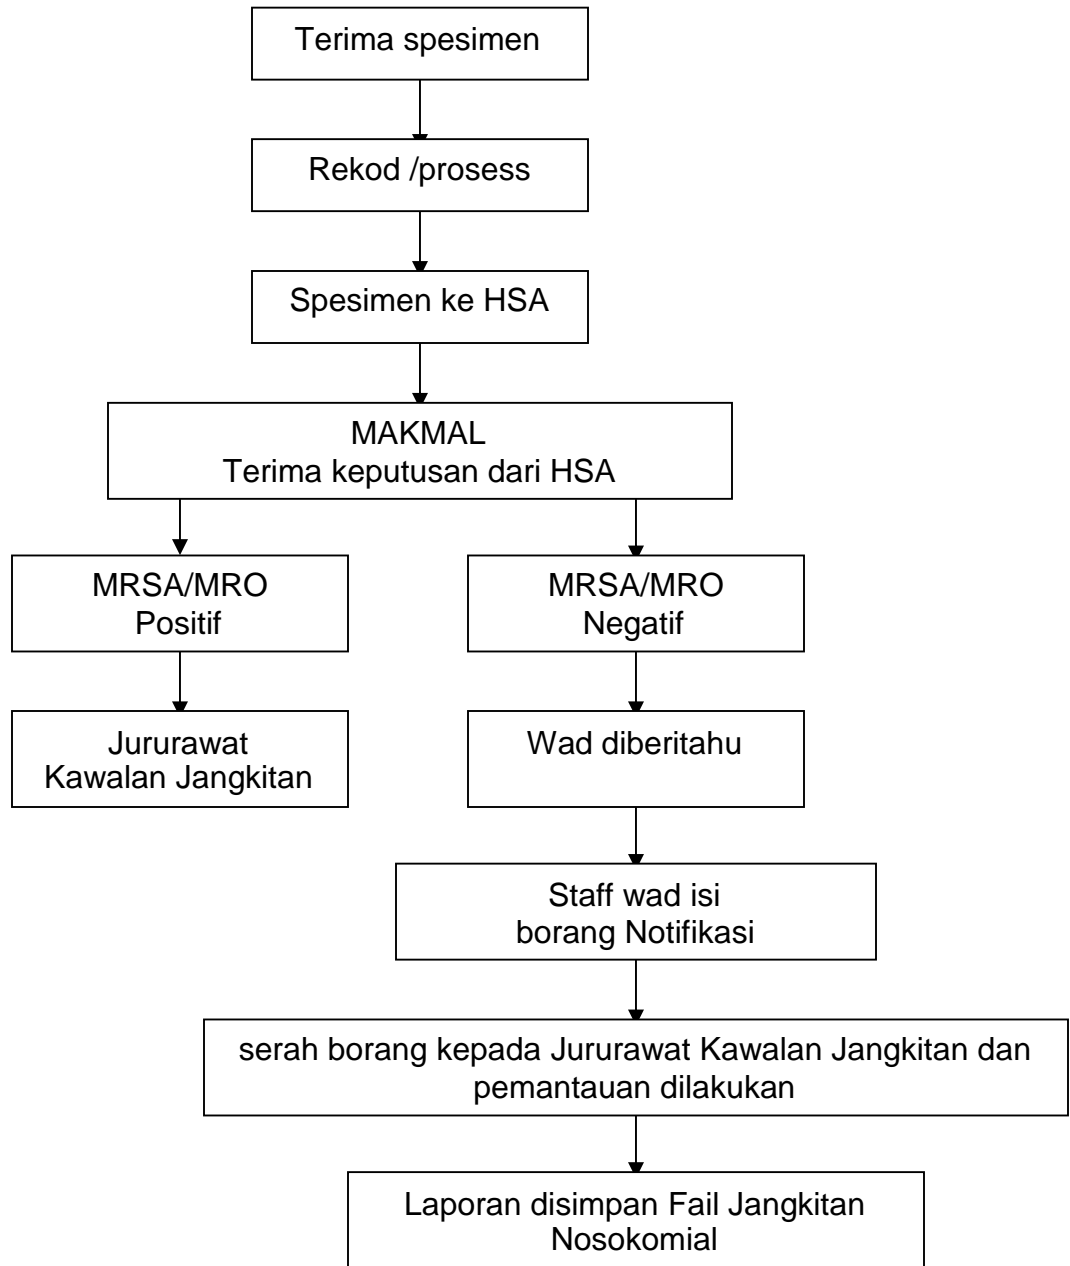 Terima spesimen
Rekod /prosess
Spesimen ke HSA
MAKMAL
Terima keputusan dari HSA
MRSA/MRO
Positif
MRSA/MRO
Negatif
Jururawat
Kawalan Jangkitan
Wad diberitahu
Staff wad isi
borang Notifikasi
serah borang kepada Jururawat Kawalan Jangkitan dan
pemantauan dilakukan
Laporan disimpan Fail Jangkitan
Nosokomial